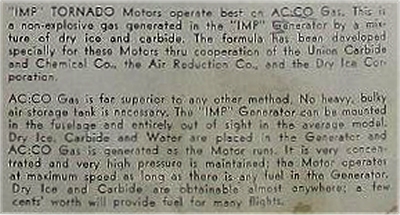 "IMP" TORNADO Motors operate best on AC:CO Gas. This is
a non-explosive gas generated in the "IMP" Generator by a mix-
ture of dry ice and carbide. The formula has been developed
specially for these Motors thru cooperation of the Union Carbide
and Chemical Co., the Air Reduction Co., and the Dry Ice Cor-
poration.
AC:CO Gas is far superior to any other method. No heavy, bulky
air storage tank is necessary. The "IMP" Generator can be mounted
in the fuselage and entirely out of sight in the average model.
Dry Ice, Carbide and Water are placed in the Generator and
AC:CO Gas is generated as the Motor runs. It is very concen-
trated and very high pressure is maintained; the Motor operates
at maximum speed as long as there is any fuel in the Generator.
Dry Ice and Carbide are obtainable almost anywhere; a few
cents' worth will provide fuel for many flights.